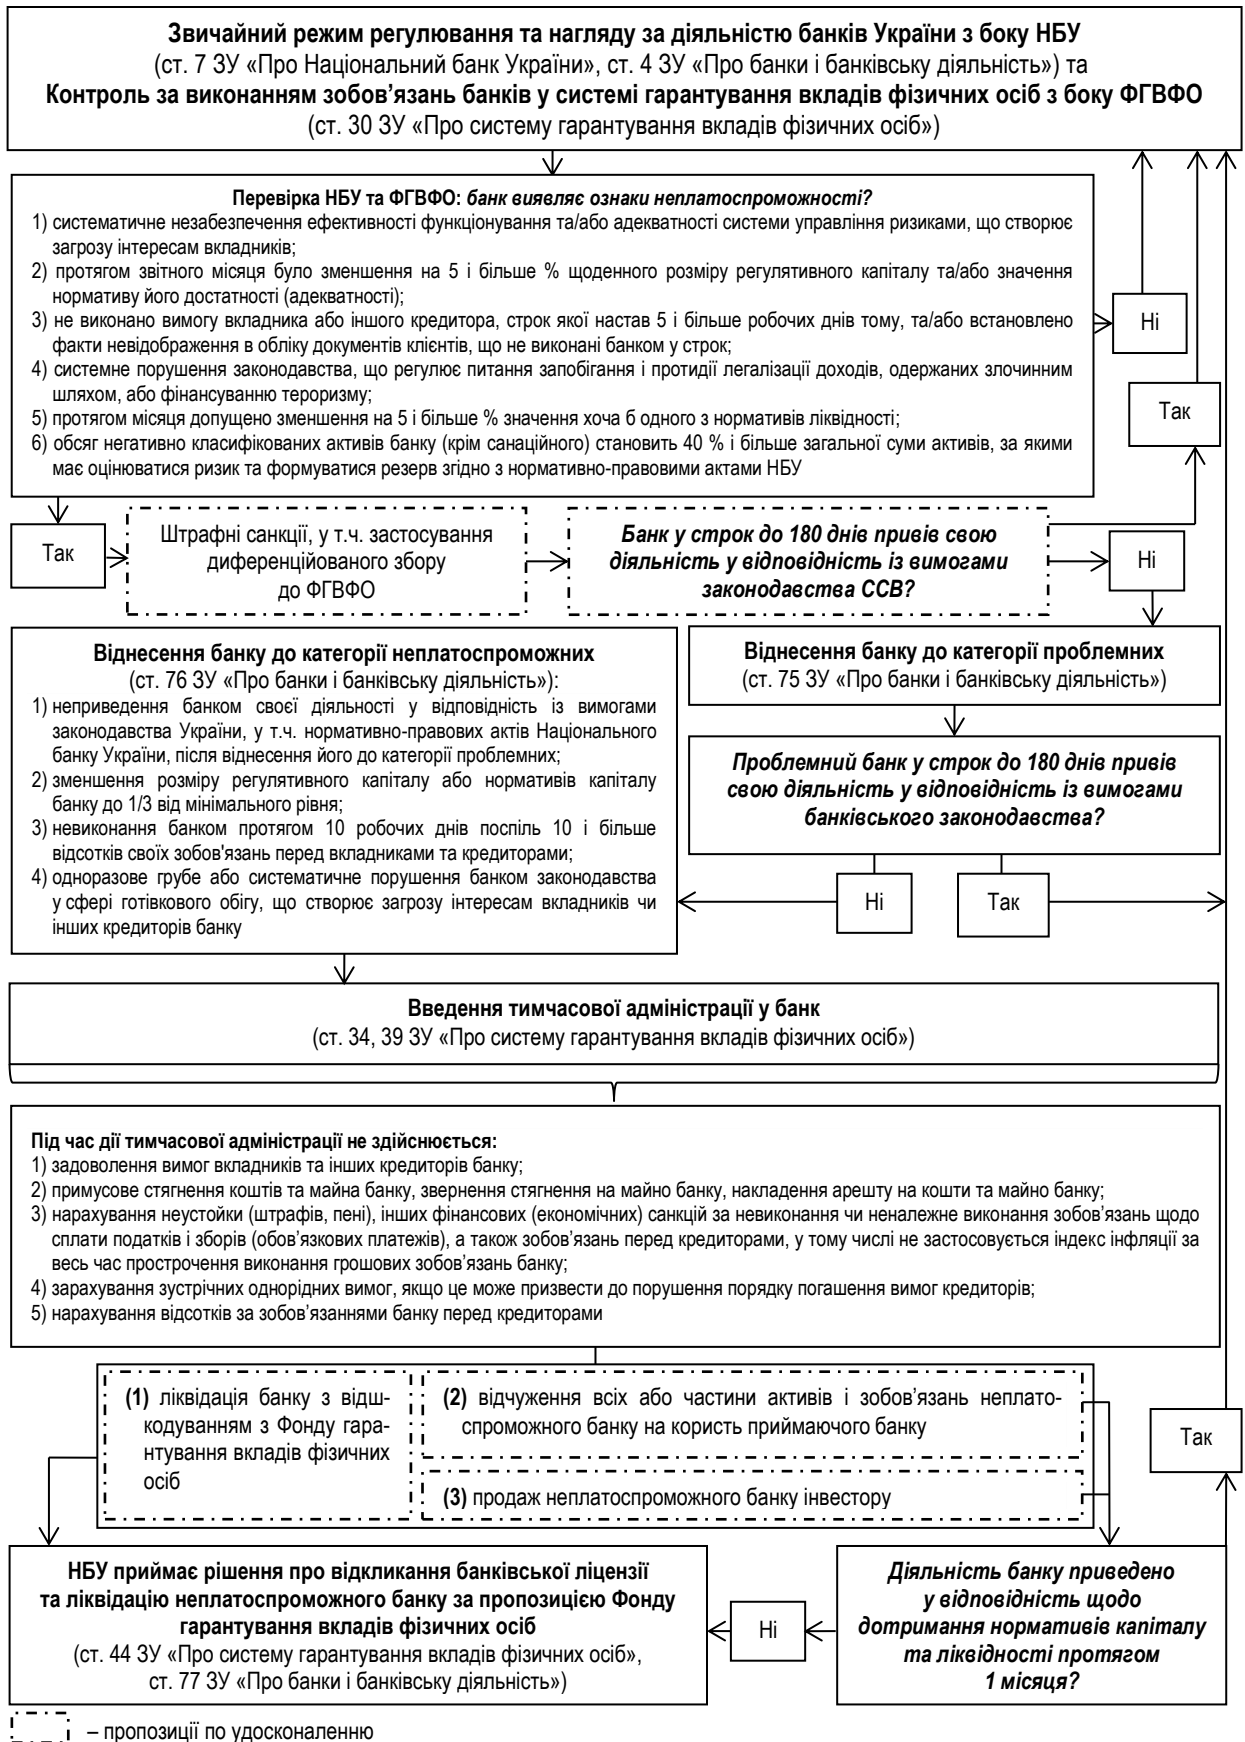 Звичайний режим регулювання та нагляду за діяльністю банків України з боку НБУ
(ст. 7 ЗУ «Про Національний банк України», ст. 4 ЗУ «Про банки і банківську діяльність») та
Контроль за виконанням зобов’язань банків у системі гарантування вкладів фізичних осіб з боку ФГВФО
(ст. 30 ЗУ «Про систему гарантування вкладів фізичних осіб»)
Перевірка НБУ та ФГВФО: банк виявляє ознаки неплатоспроможності?
1) систематичне незабезпечення ефективності функціонування та/або адекватності системи управління ризиками, що створює
загрозу інтересам вкладників;
2) протягом звітного місяця було зменшення на 5 і більше % щоденного розміру регулятивного капіталу та/або значення
нормативу його достатності (адекватності);
3) не виконано вимогу вкладника або іншого кредитора, строк якої настав 5 і більше робочих днів тому, та/або встановлено
факти невідображення в обліку документів клієнтів, що не виконані банком у строк;
4) системне порушення законодавства, що регулює питання запобігання і протидії легалізації доходів, одержаних злочинним
шляхом, або фінансуванню тероризму;
5) протягом місяця допущено зменшення на 5 і більше % значення хоча б одного з нормативів ліквідності;
6) обсяг негативно класифікованих активів банку (крім санаційного) становить 40 % і більше загальної суми активів, за якими
має оцінюватися ризик та формуватися резерв згідно з нормативно-правовими актами НБУ
Ні
Так
Так
Штрафні санкції, у т.ч. застосування
диференційованого збору
до ФГВФО
Банк у строк до 180 днів привів свою
діяльність у відповідність із вимогами
законодавства ССВ?
Ні
Віднесення банку до категорії неплатоспроможних
(ст. 76 ЗУ «Про банки і банківську діяльність»):
1) неприведення банком своєї діяльності у відповідність із вимогами
законодавства України, у т.ч. нормативно-правових актів Національного
банку України, після віднесення його до категорії проблемних;
2) зменшення розміру регулятивного капіталу або нормативів капіталу
банку до 1/3 від мінімального рівня;
3) невиконання банком протягом 10 робочих днів поспіль 10 і більше
відсотків своїх зобов'язань перед вкладниками та кредиторами;
4) одноразове грубе або систематичне порушення банком законодавства
у сфері готівкового обігу, що створює загрозу інтересам вкладників чи
інших кредиторів банку
Віднесення банку до категорії проблемних
(ст. 75 ЗУ «Про банки і банківську діяльність»)
Проблемний банк у строк до 180 днів привів
свою діяльність у відповідність із вимогами
банківського законодавства?
Ні
Так
Введення тимчасової адміністрації у банк
(ст. 34, 39 ЗУ «Про систему гарантування вкладів фізичних осіб»)
Під час дії тимчасової адміністрації не здійснюється:
1) задоволення вимог вкладників та інших кредиторів банку;
2) примусове стягнення коштів та майна банку, звернення стягнення на майно банку, накладення арешту на кошти та майно банку;
3) нарахування неустойки (штрафів, пені), інших фінансових (економічних) санкцій за невиконання чи неналежне виконання зобов’язань щодо
сплати податків і зборів (обов’язкових платежів), а також зобов’язань перед кредиторами, у тому числі не застосовується індекс інфляції за
весь час прострочення виконання грошових зобов’язань банку;
4) зарахування зустрічних однорідних вимог, якщо це може призвести до порушення порядку погашення вимог кредиторів;
5) нарахування відсотків за зобов’язаннями банку перед кредиторами
(1) ліквідація банку з відш-
кодуванням з Фонду гара-
нтування вкладів фізичних
осіб
(2) відчуження всіх або частини активів і зобов’язань неплато-
спроможного банку на користь приймаючого банку
(3) продаж неплатоспроможного банку інвестору
Так
НБУ приймає рішення про відкликання банківської ліцензії
та ліквідацію неплатоспроможного банку за пропозицією Фонду
гарантування вкладів фізичних осіб
(ст. 44 ЗУ «Про систему гарантування вкладів фізичних осіб»,
ст. 77 ЗУ «Про банки і банківську діяльність»)
Ні
Діяльність банку приведено
у відповідність щодо
дотримання нормативів капіталу
та ліквідності протягом
1 місяця?
– пропозиції по удосконаленню